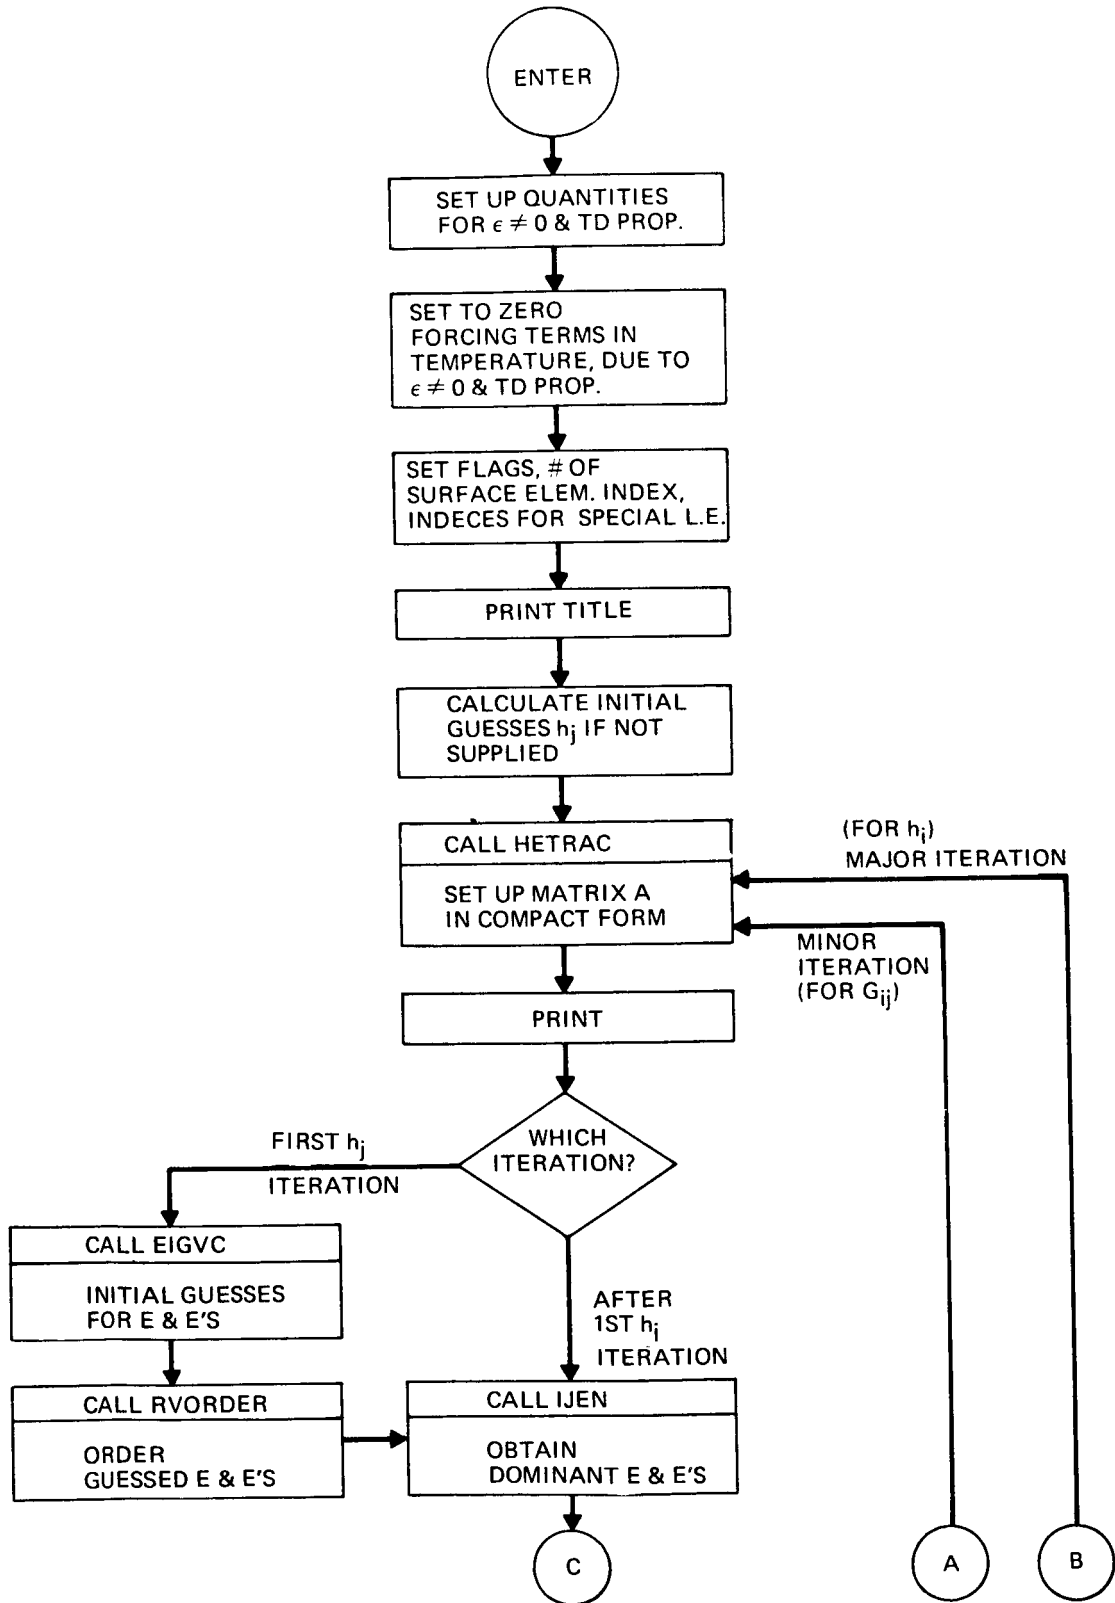 ENTER
SET UP QUANTITIES
FOR ϵ ≠ 0 & TD PROP.
SET TO ZERO
FORCING TERMS IN
TEMPERATURE, DUE TO
ϵ ≠ 0 & TD PROP.
SET FLAGS, # OF
SURFACE ELEM. INDEX,
INDECES FOR SPECIAL L.E.
PRINT TITLE
CALCULATE INITIAL
GUESSES hj IF NOT
SUPPLIED
CALL HETRAC
SET UP MATRIX A
IN COMPACT FORM
(FOR hi)
MAJOR ITERATION
MINOR
ITERATION
(FOR Gij)
PRINT
WHICH
ITERATION?
FIRST hj
ITERATION
CALL EIGVC
INITIAL GUESSES
FOR E & E'S
AFTER
1ST hi
ITERATION
CALL RVORDER
ORDER
GUESSED E & E'S
CALL IJEN
OBTAIN
DOMINANT E & E'S
C
A
B